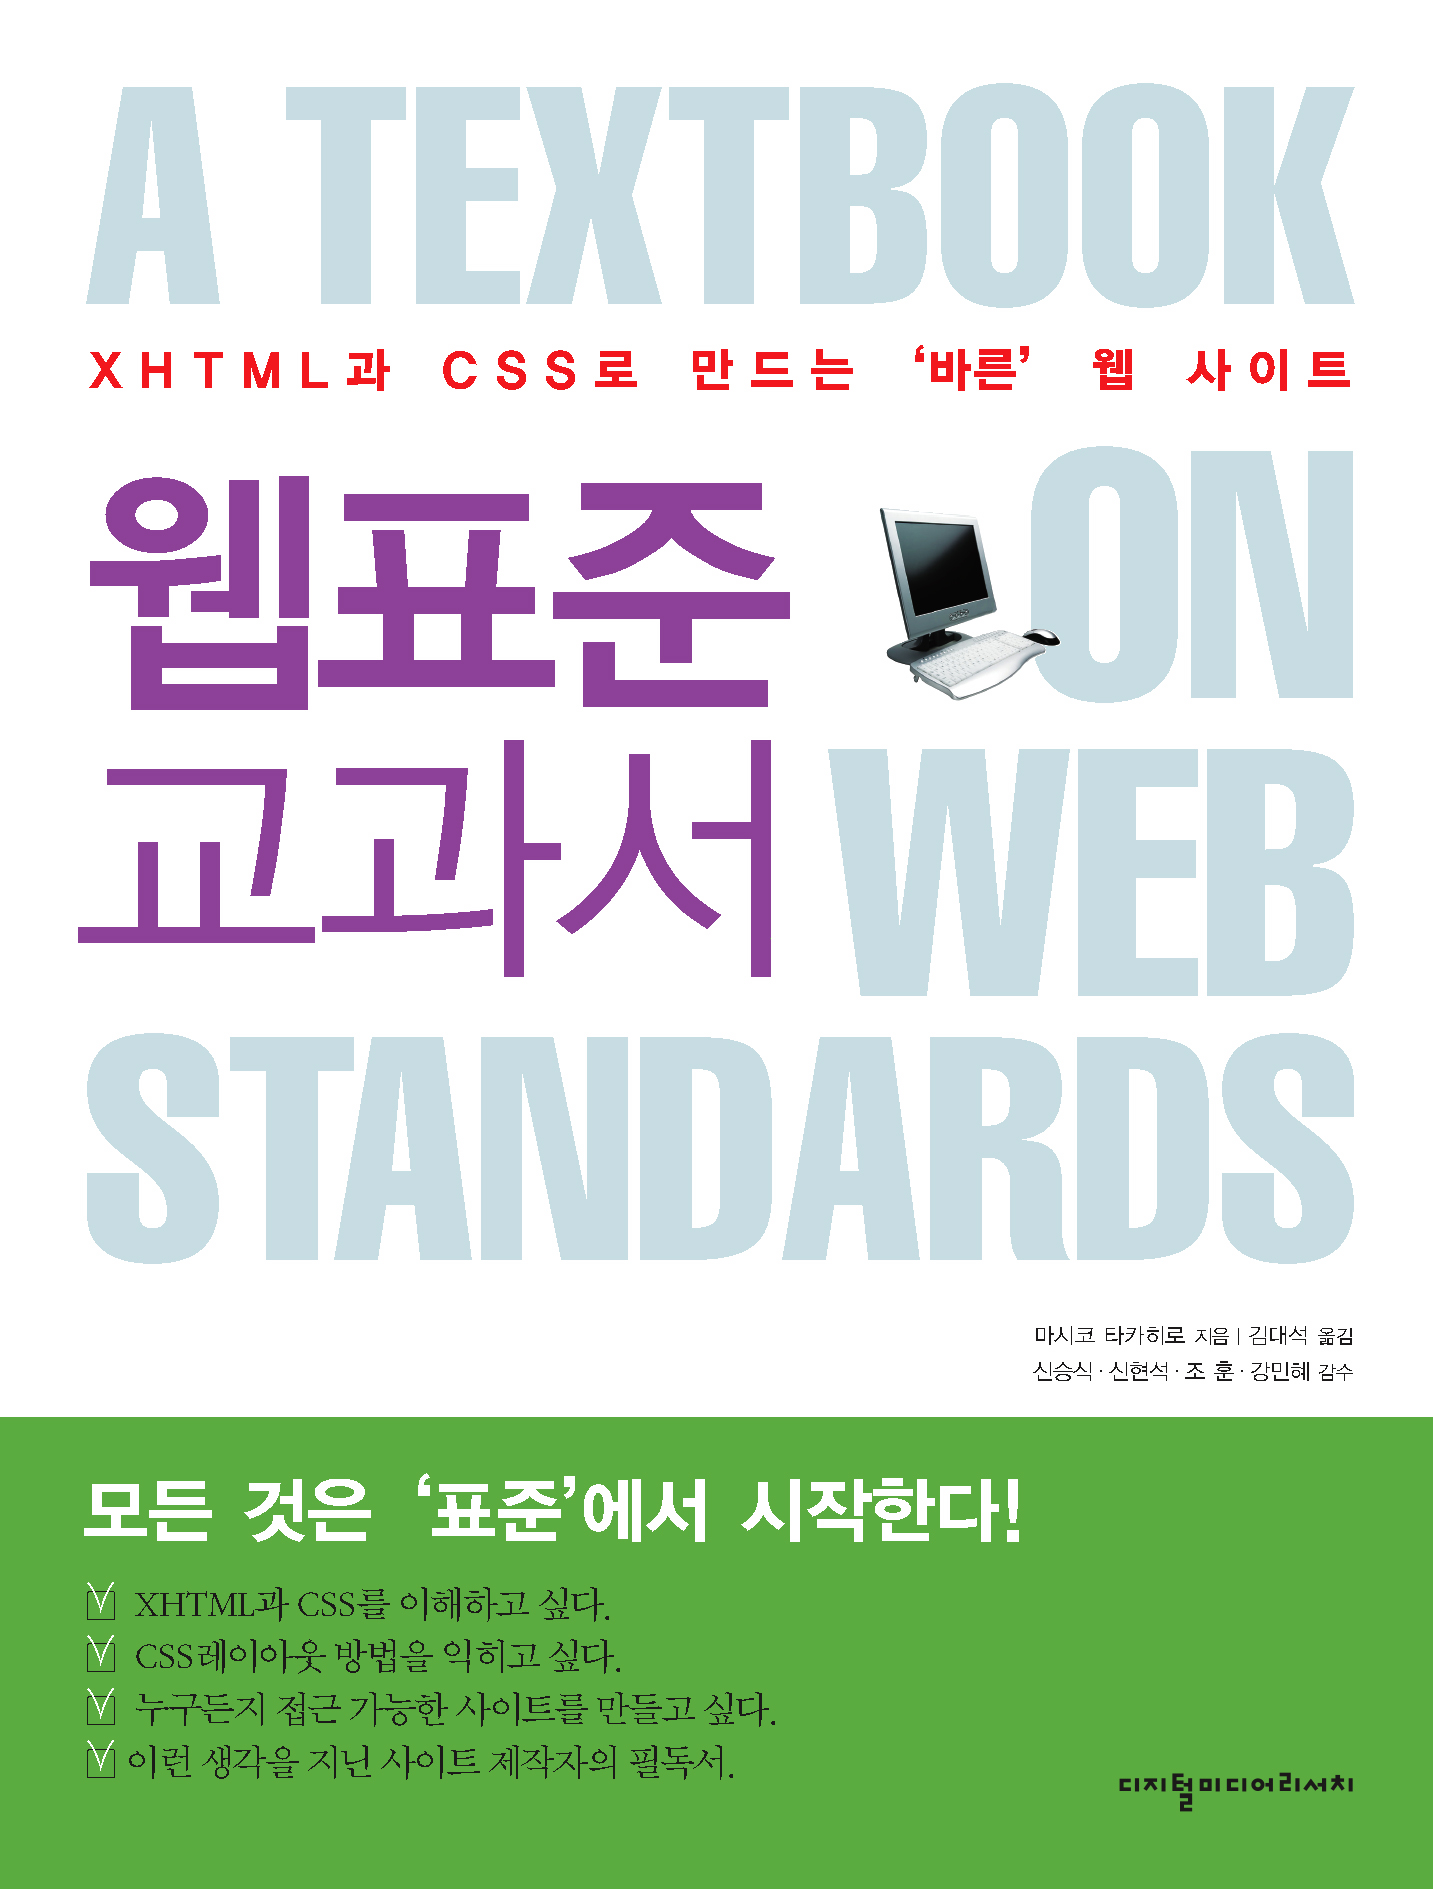 A TEXTBOOK
XHTML과 CSS로 만드는 ‘바른’ 웹 사이트
웹표준
ON
교과서
WEB
STANDARDS
마시코 타카히로 지음 | 김대석 옮김
신승식 · 신현석 · 조 훈 · 강민혜 감수
모든 것은 ‘표준’에서 시작한다!
XHTML과 CSS를 이해하고 싶다.
CSS레이아웃 방법을 익히고 싶다.
누구든지 접근 가능한 사이트를 만들고 싶다.
이런 생각을 지닌 사이트 제작자의 필독서.
디지털미디어리서치